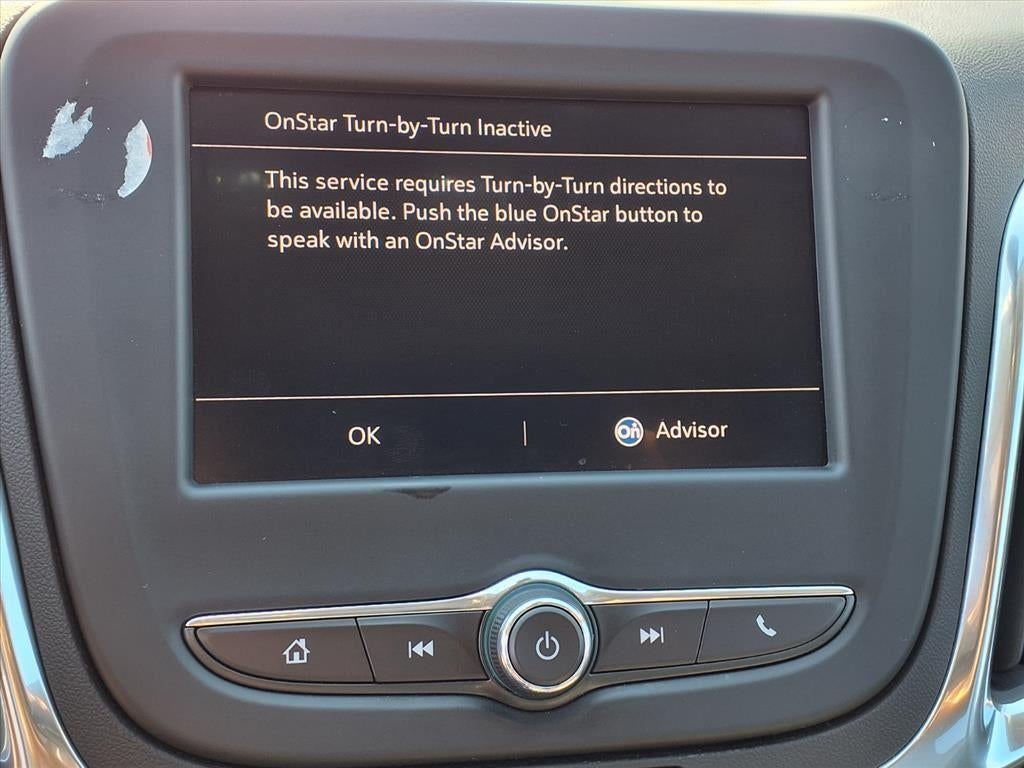 OnStar Turn-by-Turn Inactive
This service requires Turn-by-Turn directions to
be available. Push the blue OnStar button to
speak with an OnStar Advisor.
OK | On Advisor